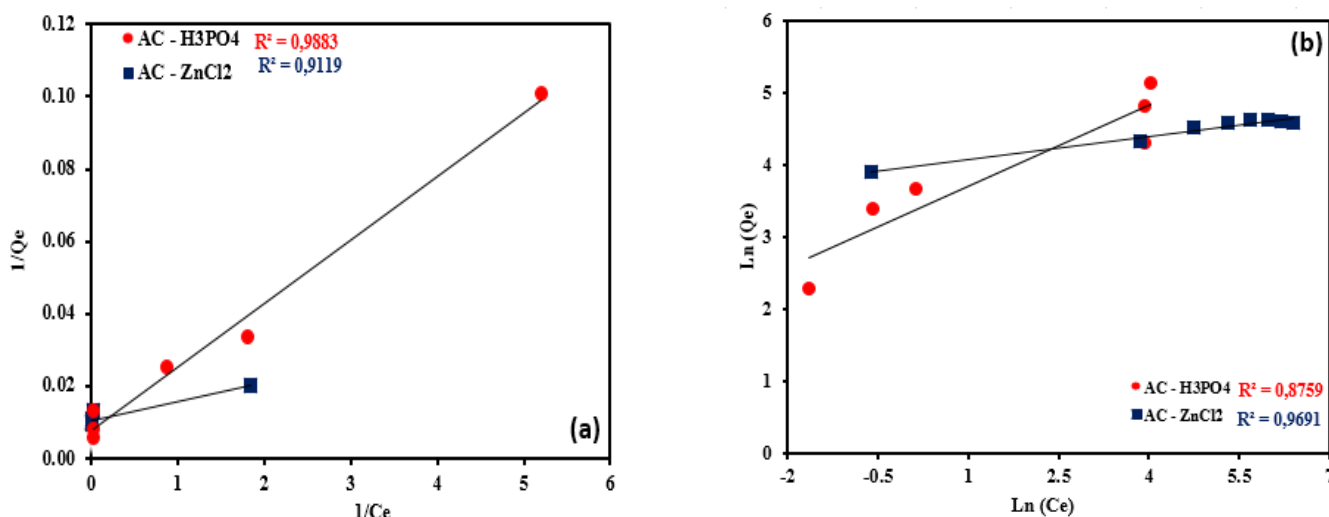 0.12
0.10
0.08
0.06
0.04
0.02
0.00
1/Qe
AC - H3PO4 R² = 0,9883
AC - ZnCl2 R² = 0,9119
(a)
0 1 2 3 4 5 6
1/Ce
6
5
4
3
2
1
0
Ln (Qe)
(b)
AC - H3PO4 R² = 0,8759
AC - ZnCl2 R² = 0,9691
-2 -0.5 1 2.5 4 5.5
Ln (Ce)